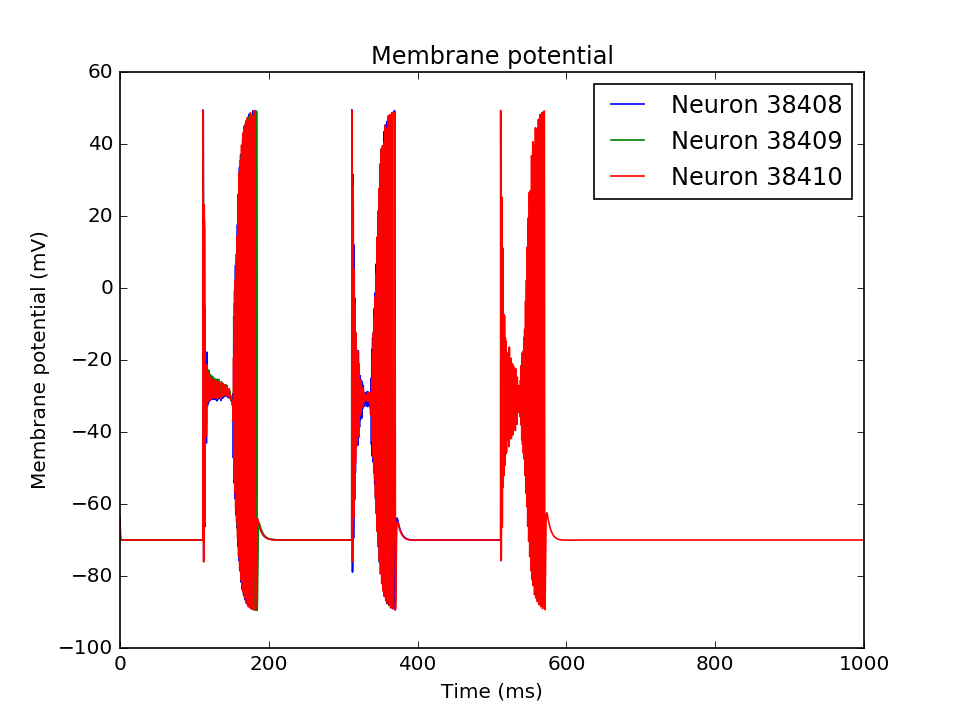 Membrane potential
60
40
20
0
−20
−40
−60
−80
−100
Membrane potential (mV)
Neuron 38408
Neuron 38409
Neuron 38410
0 200 400 600 800 1000
Time (ms)